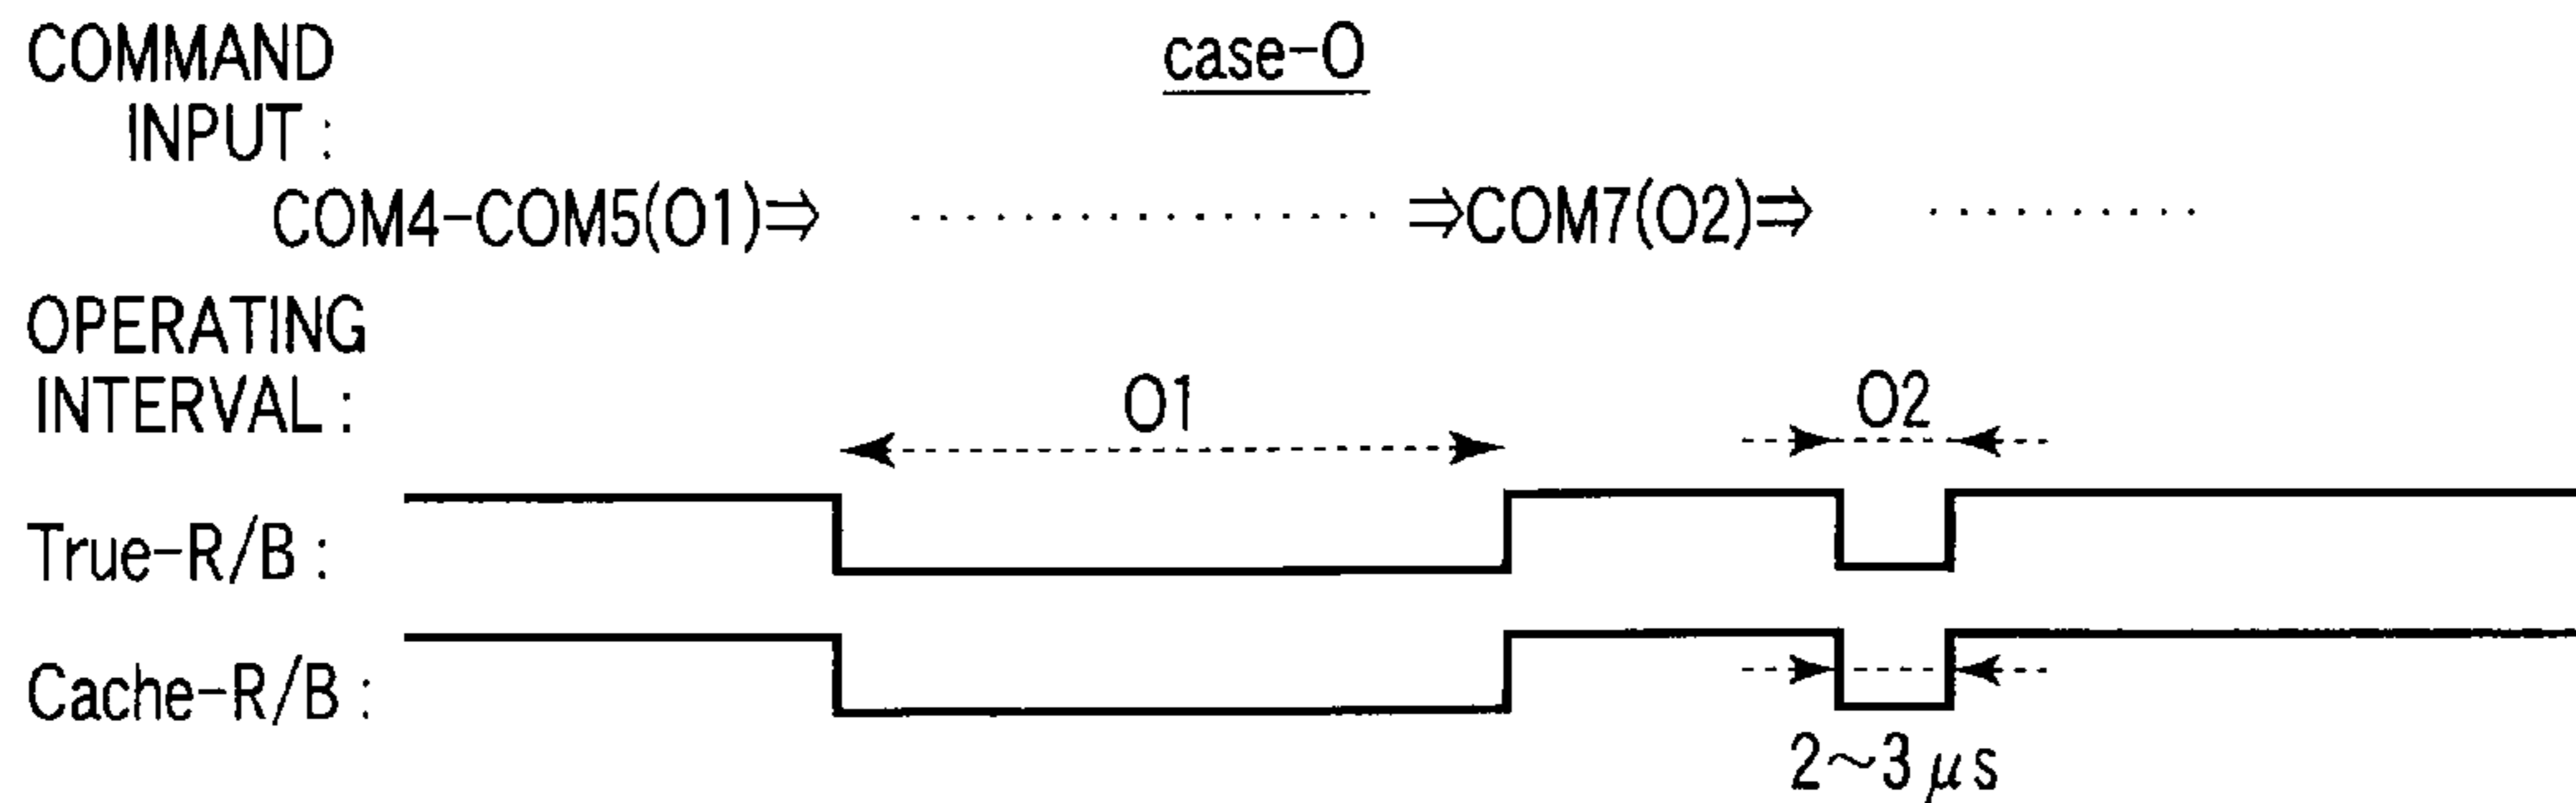 COMMAND
INPUT :
case-O
COM4-COM5(O1)⇒ ················ ⇒COM7(O2)⇒ ··········
OPERATING
INTERVAL :
O1
O2
True-R/B :
Cache-R/B :
2~3 μs